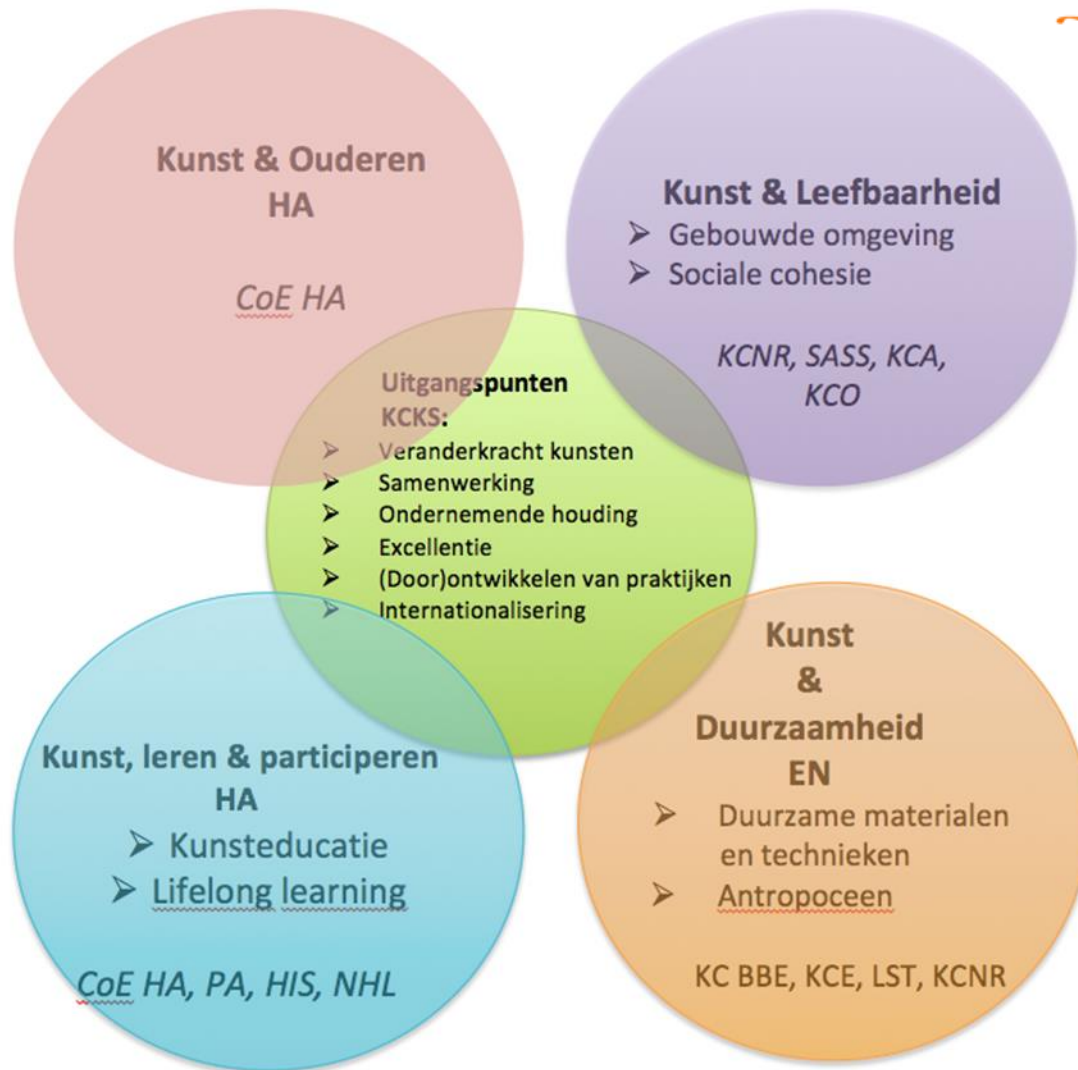 Kunst & Ouderen
HA
CoE HA
Kunst & Leefbaarheid
➢ Gebouwde omgeving
➢ Sociale cohesie
KCNR, SASS, KCA,
KCO
Uitgangspunten
KCKS:
➢ Veranderkracht kunsten
➢ Samenwerking
➢ Ondernemende houding
➢ Excellentie
➢ (Door)ontwikkelen van praktijken
➢ Internationalisering
Kunst, leren & participeren
HA
➢ Kunsteducatie
➢ Lifelong learning
CoE HA, PA, HIS, NHL
Kunst
&
Duurzaamheid
EN
➢ Duurzame materialen
en technieken
➢ Antropoceen
KC BBE, KCE, LST, KCNR